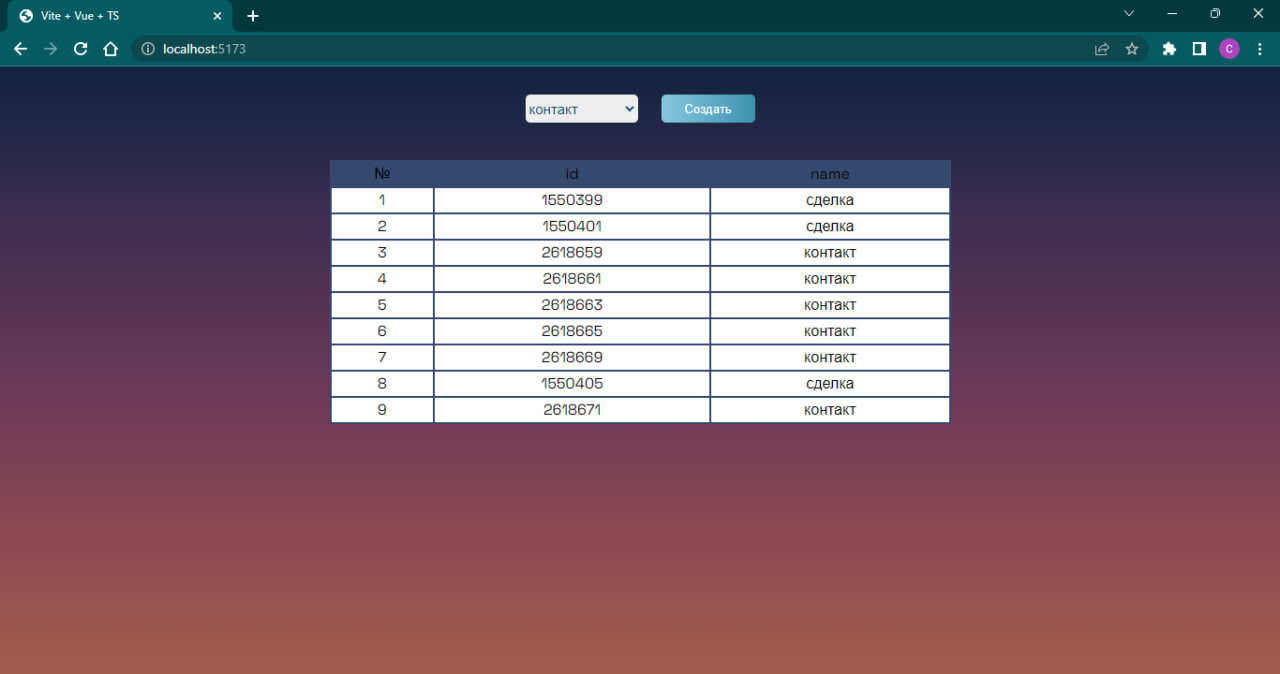 Vite + Vue + TS
localhost:5173
C
контакт Создать
№ id name
1 1550399 сделка
2 1550401 сделка
3 2618659 контакт
4 2618661 контакт
5 2618663 контакт
6 2618665 контакт
7 2618669 контакт
8 1550405 сделка
9 2618671 контакт